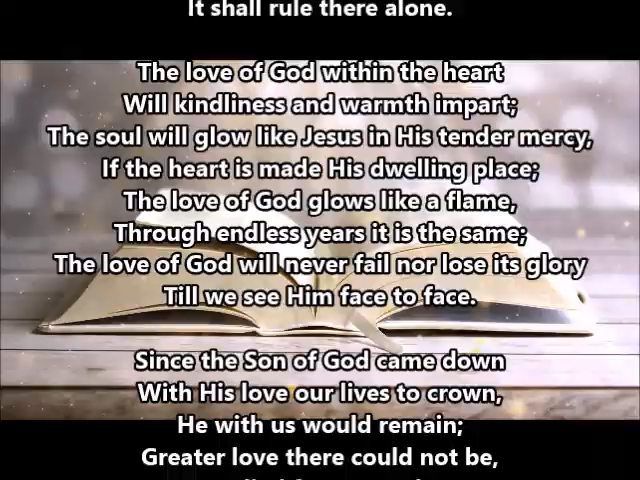 It shall rule there alone.
The love of God within the heart
Will kindliness and warmth impart;
The soul will glow like Jesus in His tender mercy,
If the heart is made His dwelling place;
The love of God glows like a flame,
Through endless years it is the same;
The love of God will never fail nor lose its glory
Till we see Him face to face.
Since the Son of God came down
With His love our lives to crown,
He with us would remain;
Greater love there could not be,